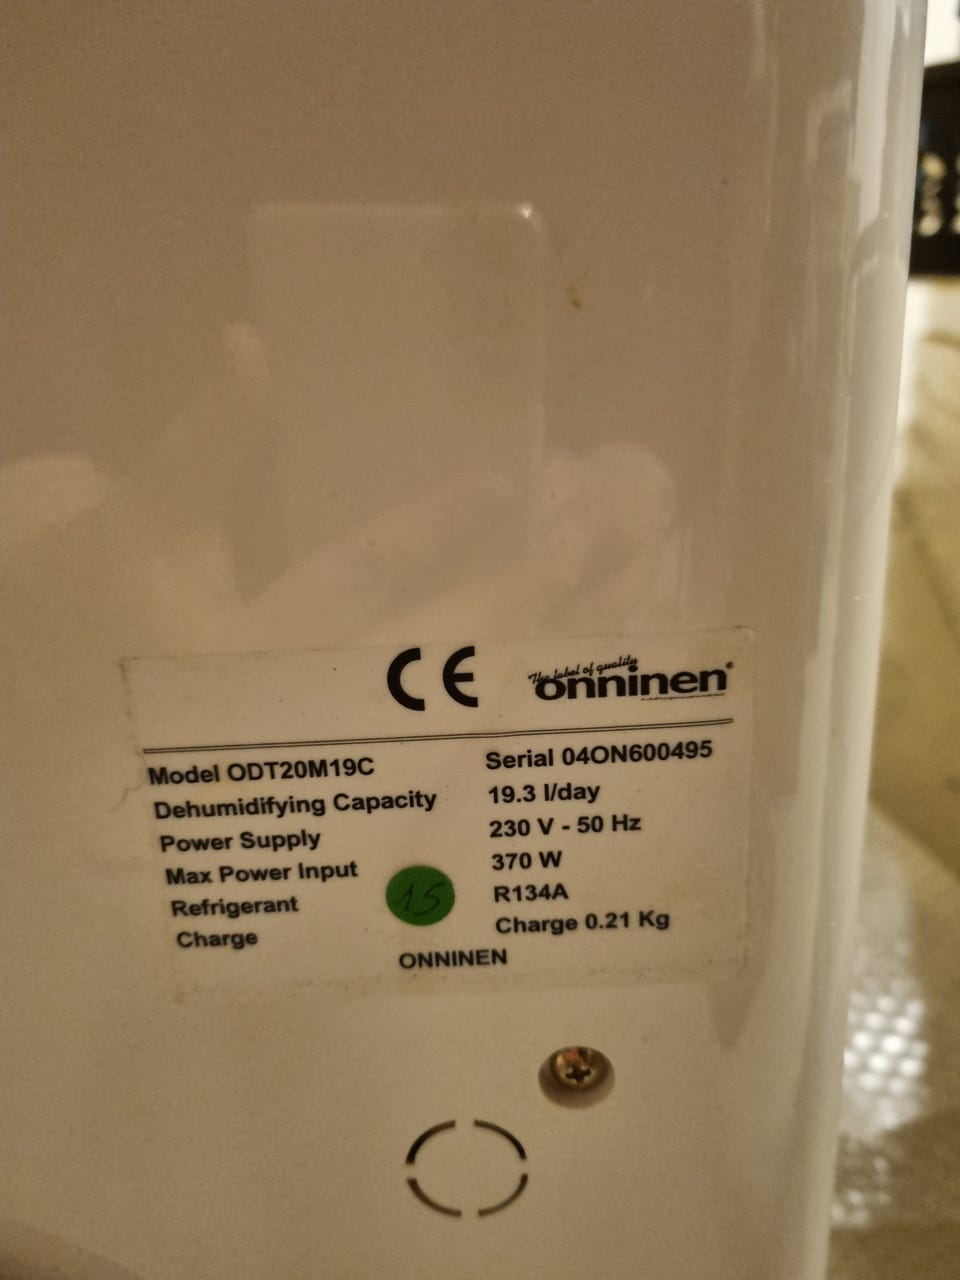 CE The label of quality
onninen®
Model ODT20M19C Serial 04ON600495
Dehumidifying Capacity 19.3 l/day
Power Supply 230 V - 50 Hz
Max Power Input 370 W
Refrigerant R134A
Charge Charge 0.21 Kg
15
ONNINEN